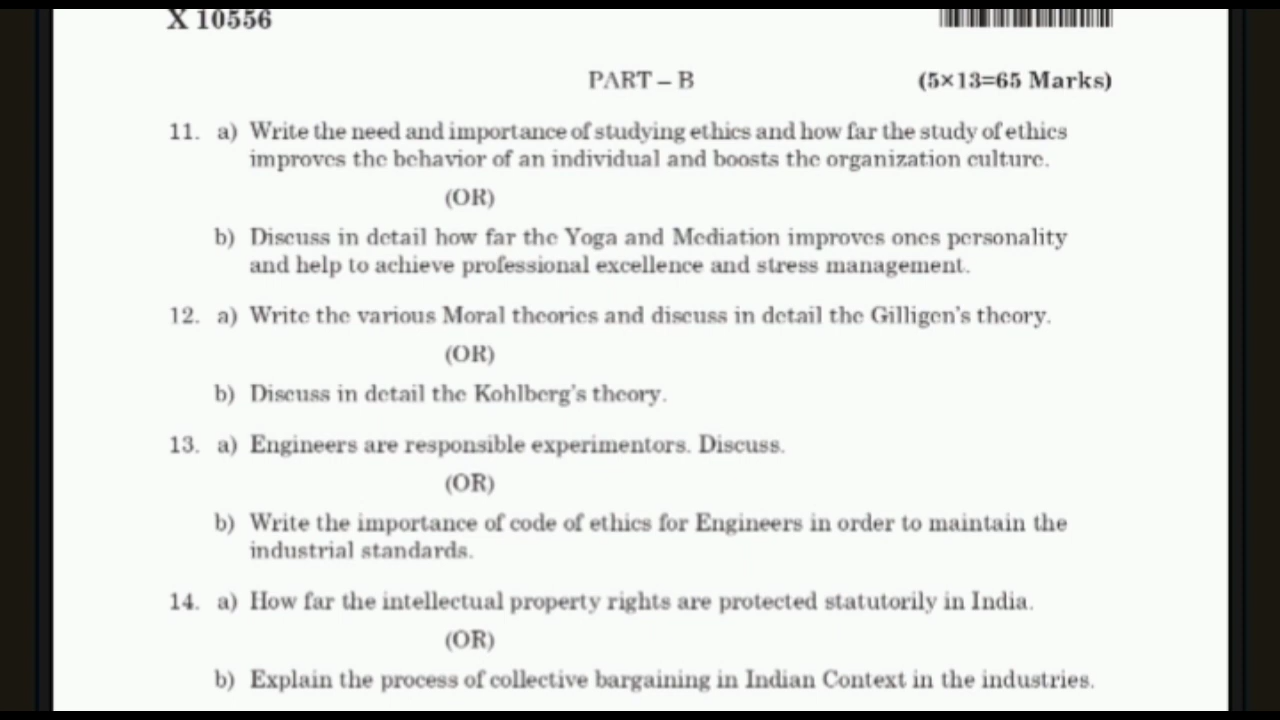 X 10556
PART – B (5×13=65 Marks)
11. a) Write the need and importance of studying ethics and how far the study of ethics
improves the behavior of an individual and boosts the organization culture.
(OR)
b) Discuss in detail how far the Yoga and Mediation improves ones personality
and help to achieve professional excellence and stress management.
12. a) Write the various Moral theories and discuss in detail the Gilligen's theory.
(OR)
b) Discuss in detail the Kohlberg's theory.
13. a) Engineers are responsible experimentors. Discuss.
(OR)
b) Write the importance of code of ethics for Engineers in order to maintain the
industrial standards.
14. a) How far the intellectual property rights are protected statutorily in India.
(OR)
b) Explain the process of collective bargaining in Indian Context in the industries.